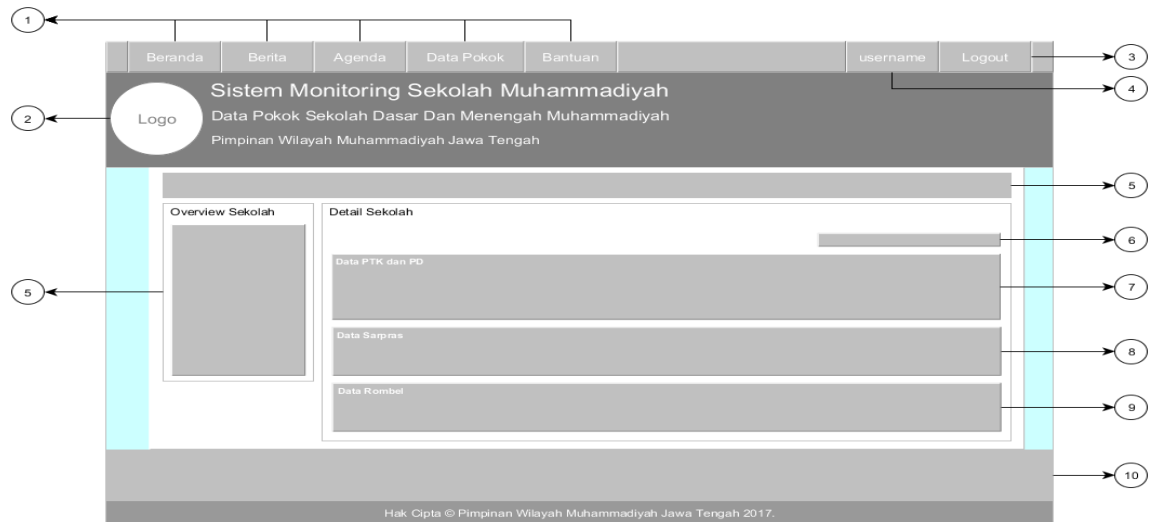 1
Beranda Berita Agenda Data Pokok Bantuan username Logout
3
4
Logo
2
Sistem Monitoring Sekolah Muhammadiyah
Data Pokok Sekolah Dasar Dan Menengah Muhammadiyah
Pimpinan Wilayah Muhammadiyah Jawa Tengah
5
Overview Sekolah
5
Detail Sekolah
6
Data PTK dan PD
7
Data Sarpras
8
Data Rombel
9
10
Hak Cipta © Pimpinan Wilayah Muhammadiyah Jawa Tengah 2017.